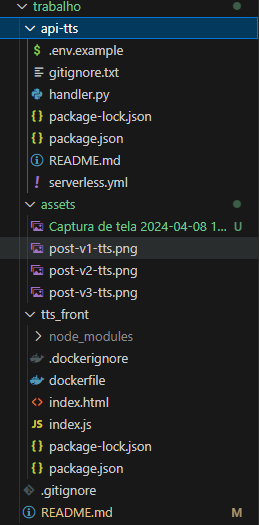 trabalho
api-tts
$ .env.example
gitignore.txt
handler.py
package-lock.json
package.json
README.md
! serverless.yml
assets
Captura de tela 2024-04-08 1... U
post-v1-tts.png
post-v2-tts.png
post-v3-tts.png
tts_front
node_modules
.dockerignore
dockerfile
<> index.html
JS index.js
{} package-lock.json
{} package.json
.gitignore
README.md M